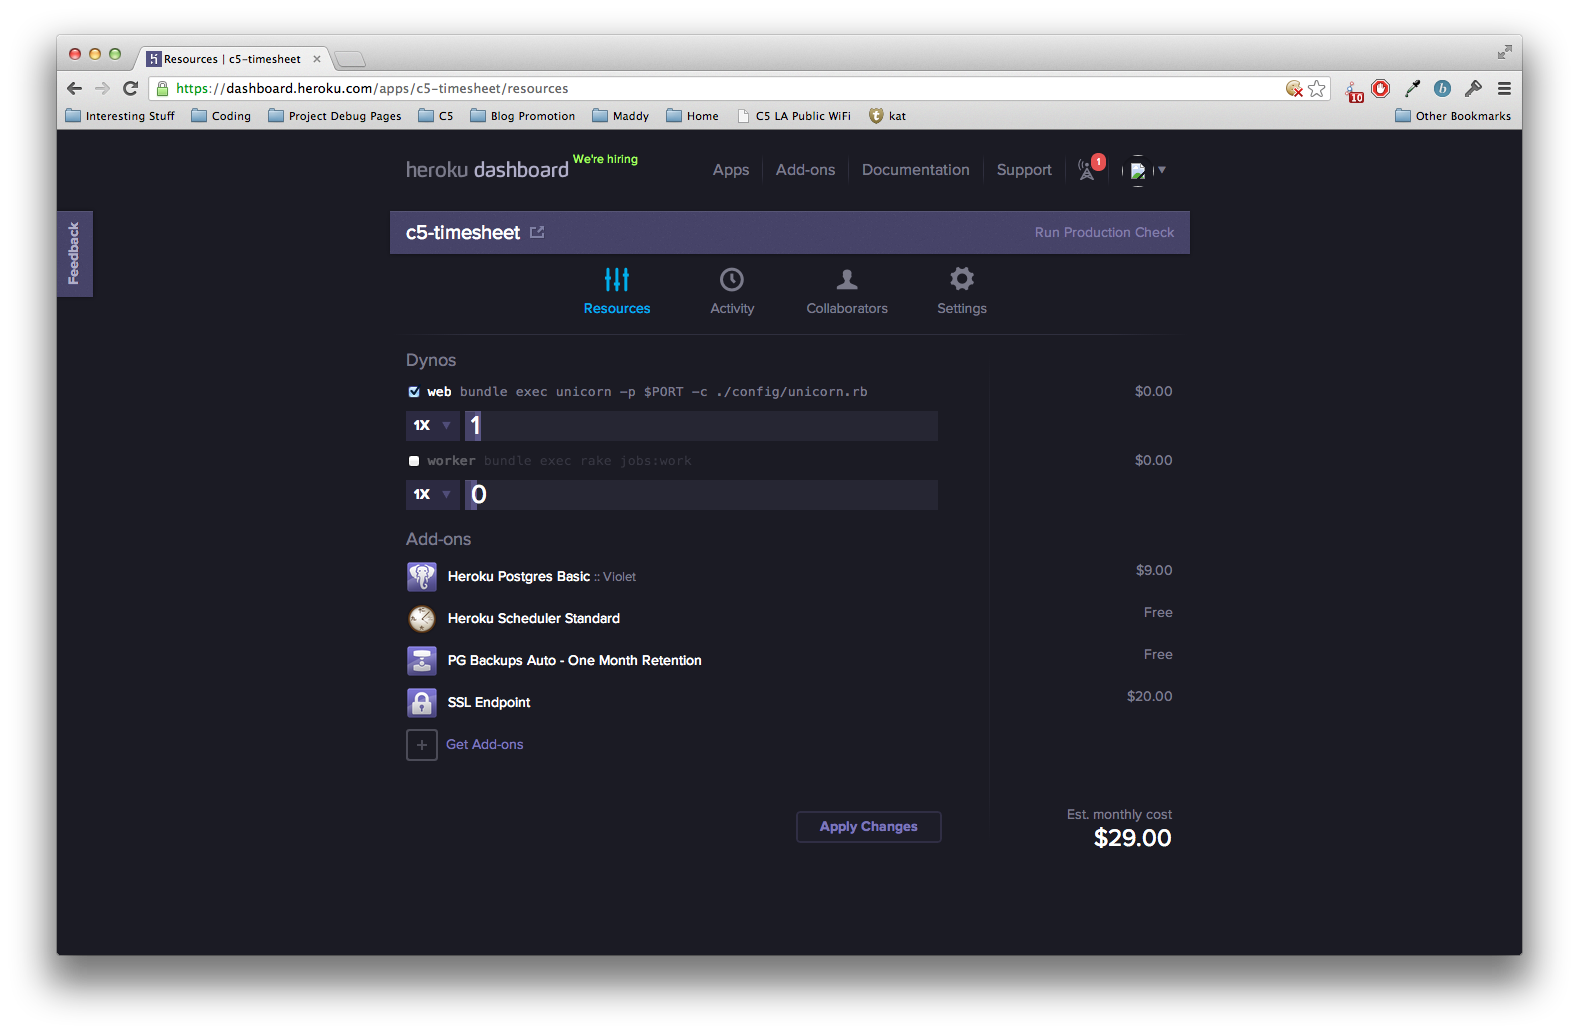 Resources | c5-timesheet
https://dashboard.heroku.com/apps/c5-timesheet/resources
10
b
Interesting Stuff Coding Project Debug Pages C5 Blog Promotion Maddy Home C5 LA Public WiFi kat Other Bookmarks
heroku dashboard We're hiring Apps Add-ons Documentation Support 1
Feedback
c5-timesheet Run Production Check
Resources Activity Collaborators Settings
Dynos
web bundle exec unicorn -p $PORT -c ./config/unicorn.rb $0.00
1X 1
worker bundle exec rake jobs:work $0.00
1X 0
Add-ons
Heroku Postgres Basic :: Violet $9.00
Heroku Scheduler Standard Free
PG Backups Auto - One Month Retention Free
SSL Endpoint $20.00
+ Get Add-ons
Apply Changes Est. monthly cost
$29.00